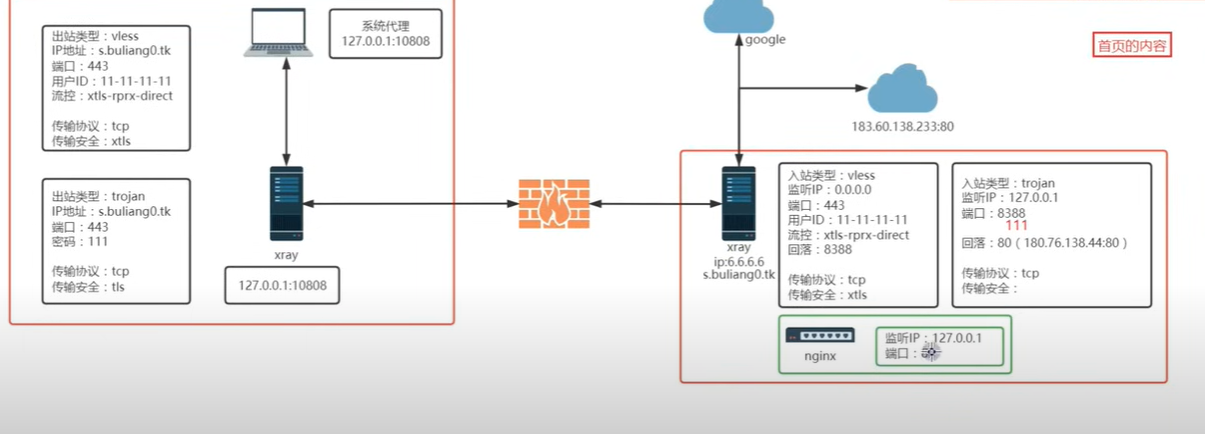 出站类型：vless
IP地址：s.buliang0.tk
端口：443
用户ID：11-11-11-11
流控：xtls-rprx-direct
传输协议：tcp
传输安全：xtls
系统代理
127.0.0.1:10808
出站类型：trojan
IP地址：s.buliang0.tk
端口：443
密码：111
传输协议：tcp
传输安全：tls
xray
127.0.0.1:10808
google
183.60.138.233:80
首页的内容
xray
ip:6.6.6.6
s.buliang0.tk
入站类型：vless
监听IP：0.0.0.0
端口：443
用户ID：11-11-11-11
流控：xtls-rprx-direct
回落：8388
传输协议：tcp
传输安全：xtls
入站类型：trojan
监听IP：127.0.0.1
端口：8388
111
回落：80（180.76.138.44:80）
传输协议：tcp
传输安全：
nginx
监听IP：127.0.0.1
端口：